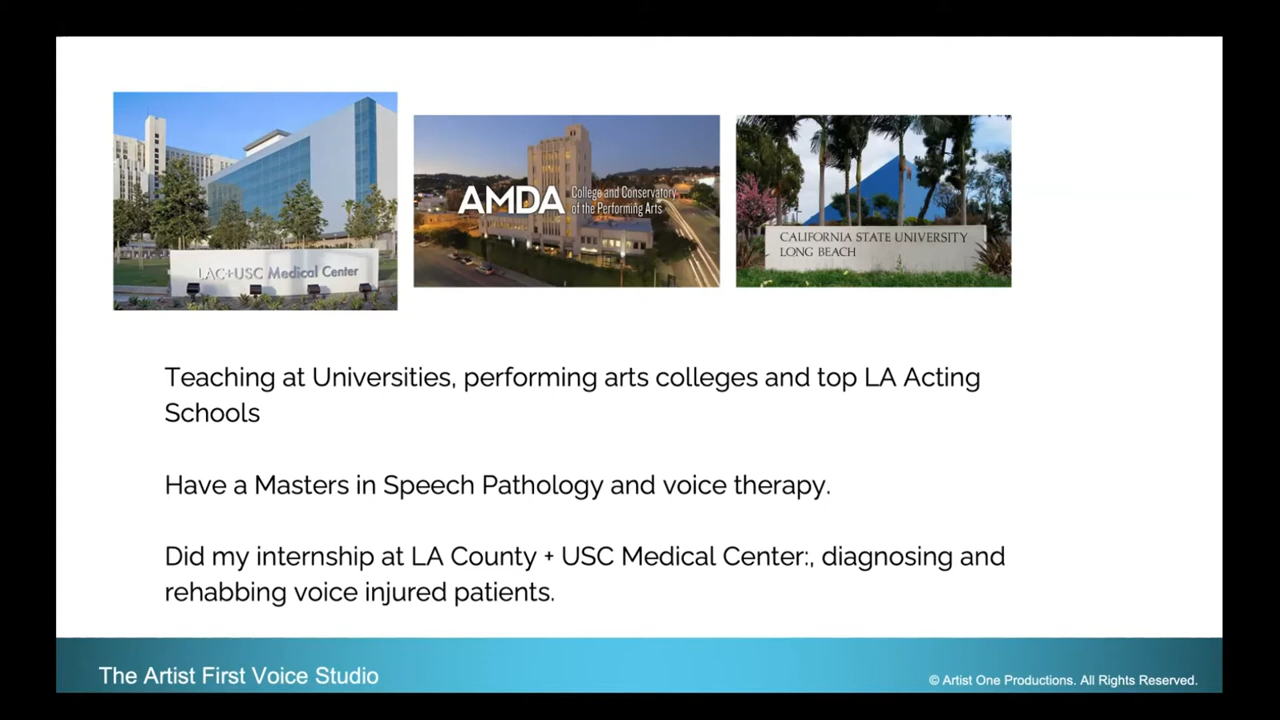 LAC+USC Medical Center
AMDA
College and Conservatory
of the Performing Arts
CALIFORNIA STATE UNIVERSITY
LONG BEACH
Teaching at Universities, performing arts colleges and top LA Acting
Schools
Have a Masters in Speech Pathology and voice therapy.
Did my internship at LA County + USC Medical Center:, diagnosing and
rehabbing voice injured patients.
The Artist First Voice Studio
© Artist One Productions. All Rights Reserved.